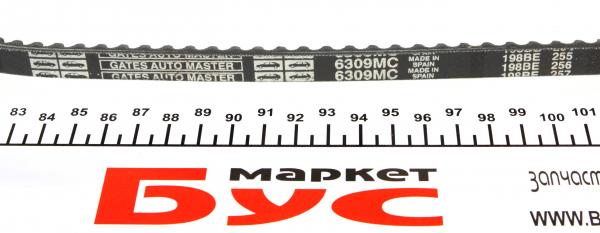 198BE 254
GATES AUTO MASTER 6309MC MADE IN SPAIN 198BE 255
GATES AUTO MASTER 6309MC MADE IN SPAIN 198BE 256
198BE 257
83 84 85 86 87 88 89 90 91 92 93 94 95 96 97 98 99 100 101
маркет
Бус
запчаст
www.B